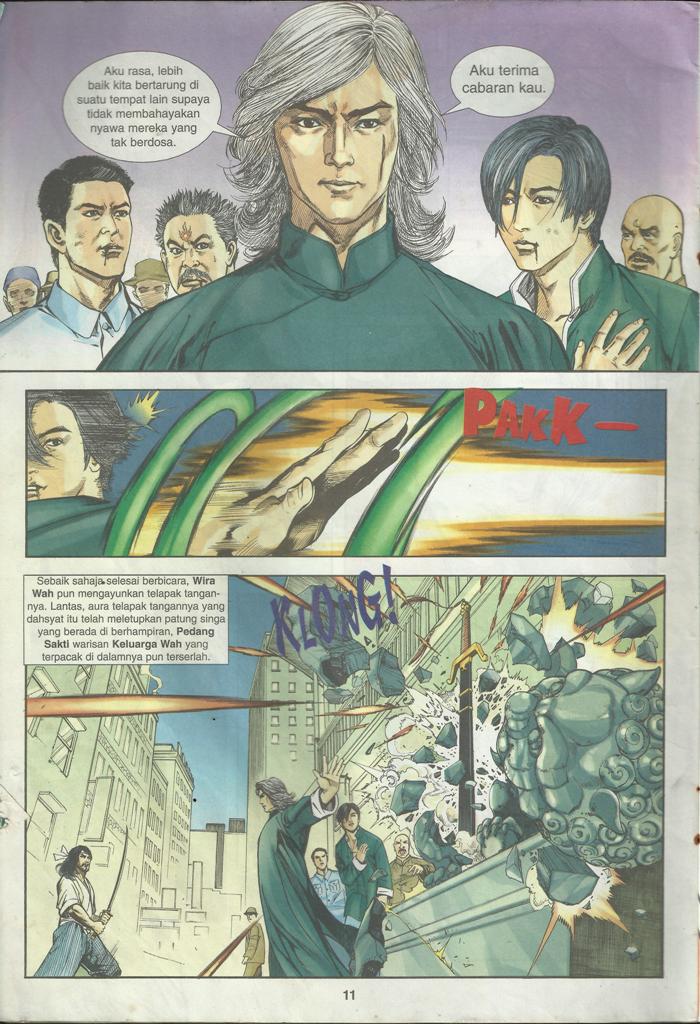 Aku rasa, lebih
baik kita bertarung di
suatu tempat lain supaya
tidak membahayakan
nyawa mereka yang
tak berdosa.
Aku terima
cabaran kau.
PAKK —
Sebaik sahaja selesai berbicara, Wira
Wah pun mengayunkan telapak tangan-
nya. Lantas, aura telapak tangannya yang
dahsyat itu telah meletupkan patung singa
yang berada di berhampiran, Pedang
Sakti warisan Keluarga Wah yang
terpacak di dalamnya pun terserlah.
KLONG!
11